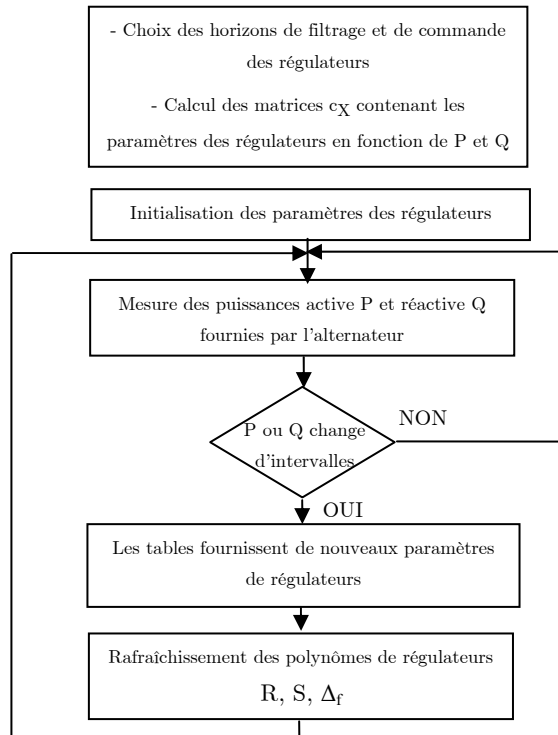 - Choix des horizons de filtrage et de commande
des régulateurs
- Calcul des matrices cX contenant les
paramètres des régulateurs en fonction de P et Q
Initialisation des paramètres des régulateurs
Mesure des puissances active P et réactive Q
fournies par l'alternateur
P ou Q change
d'intervalles
NON
OUI
Les tables fournissent de nouveaux paramètres
de régulateurs
Rafraîchissement des polynômes de régulateurs
R, S, Δf